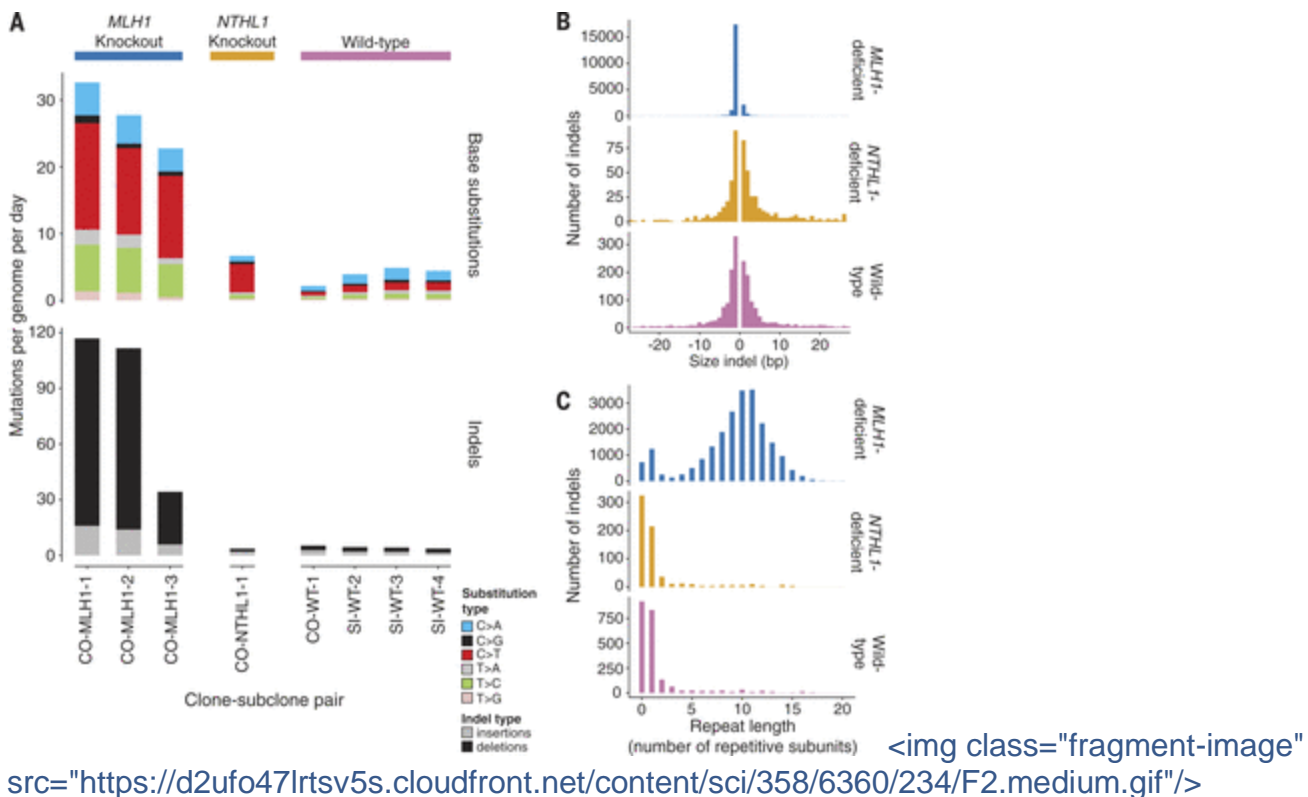 A
MLH1
Knockout
NTHL1
Knockout
Wild-type
Mutations per genome per day
30
20
10
0
Base substitutions
120
90
60
30
0
Indels
CO-MLH1-1
CO-MLH1-2
CO-MLH1-3
CO-NTHL1-1
CO-WT-1
SI-WT-2
SI-WT-3
SI-WT-4
Clone-subclone pair
Substitution
type
C>A
C>G
C>T
T>A
T>C
T>G
Indel type
insertions
deletions
B
Number of indels
15000
10000
5000
0
MLH1-
deficient
75
50
25
0
NTHL1-
deficient
300
200
100
0
Wild-
type
-20 -10 0 10 20
Size indel (bp)
C
Number of indels
3000
2000
1000
0
MLH1-
deficient
300
200
100
0
NTHL1-
deficient
750
500
250
0
Wild-
type
0 5 10 15 20
Repeat length
(number of repetitive subunits)
<img class="fragment-image"
src="https://d2ufo47lrtsv5s.cloudfront.net/content/sci/358/6360/234/F2.medium.gif"/>